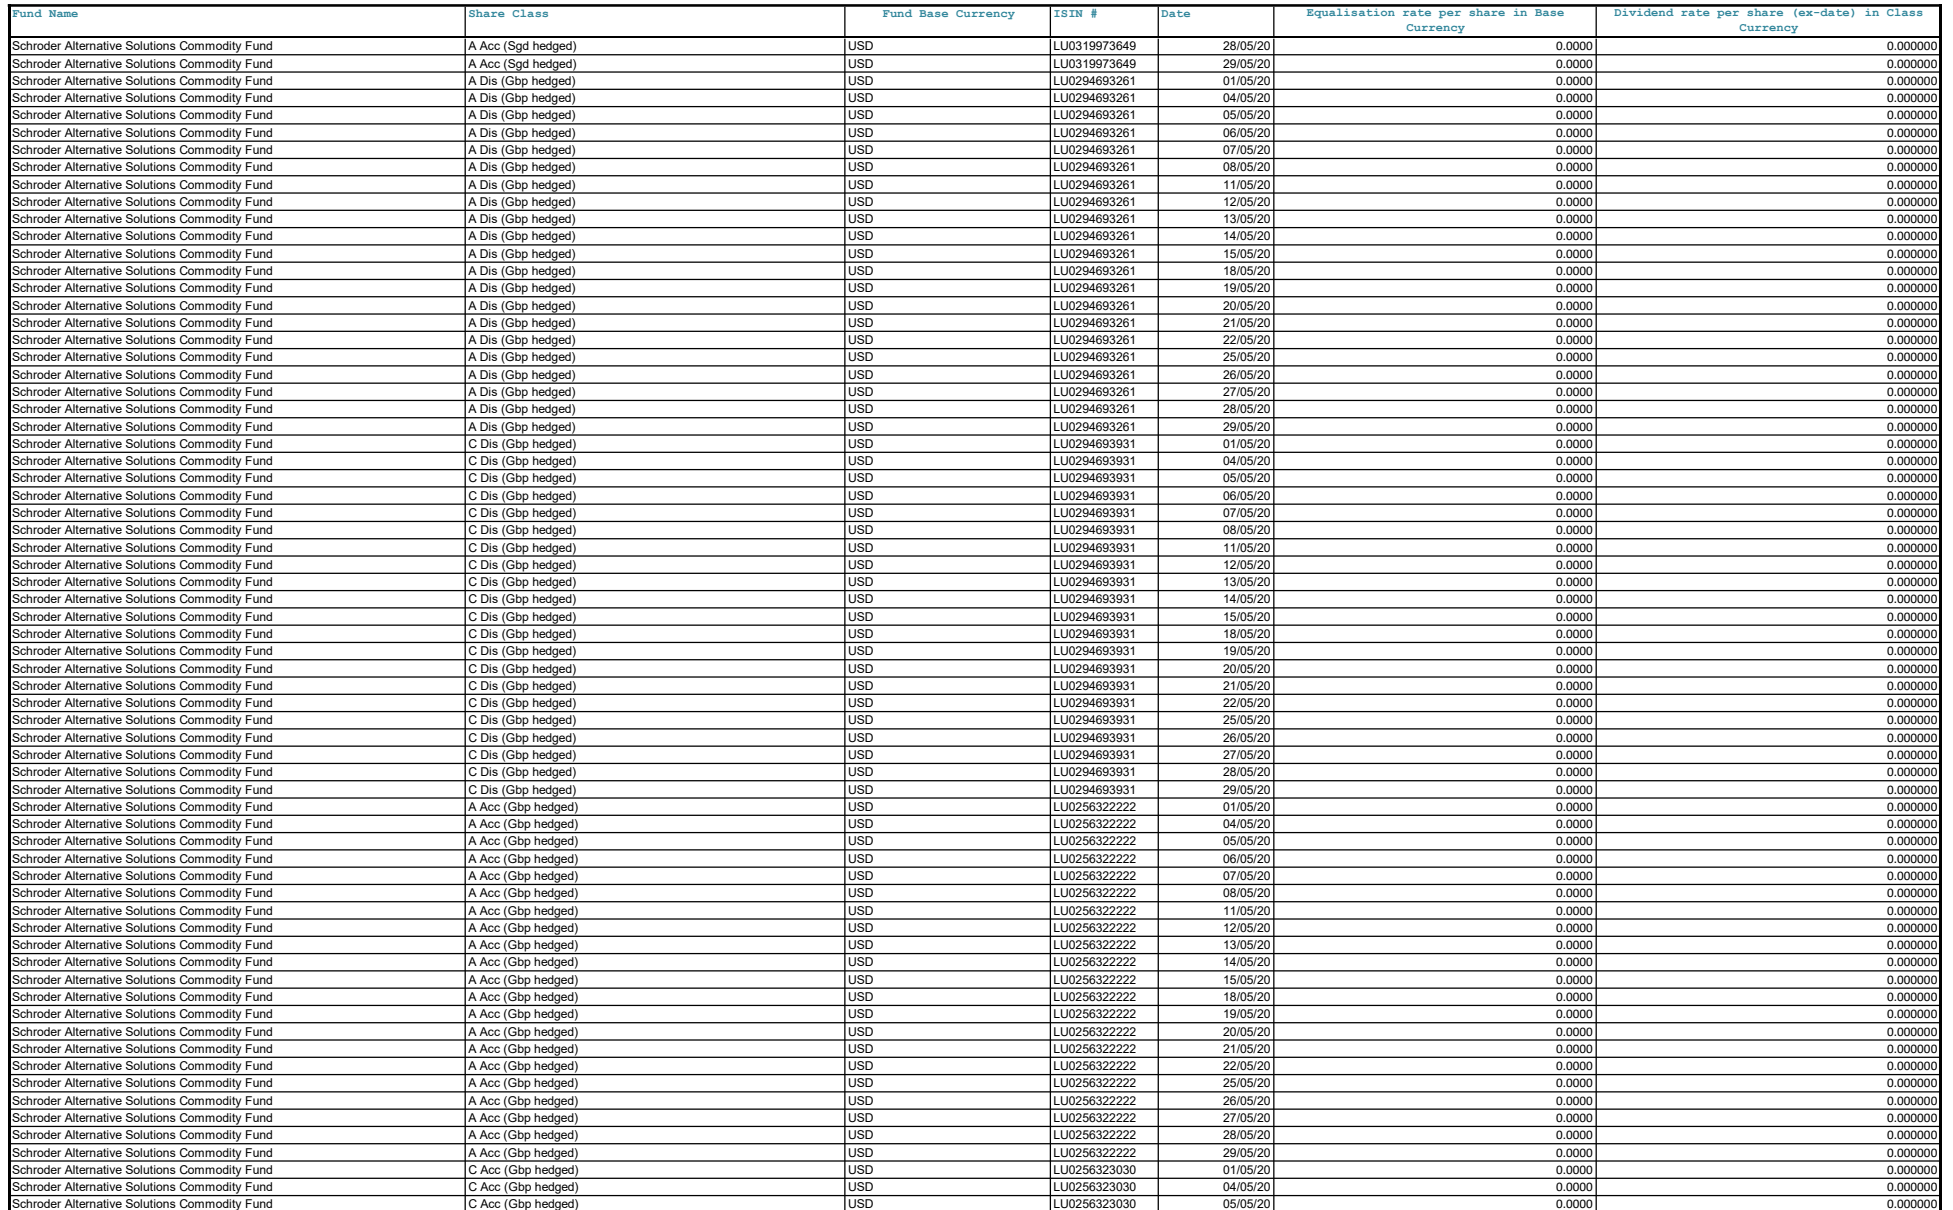 Fund Name Share Class Fund Base Currency ISIN # Date Equalisation rate per share in Base Currency Dividend rate per share (ex-date) in Class Currency
Schroder Alternative Solutions Commodity Fund A Acc (Sgd hedged) USD LU0319973649 28/05/20 0.0000 0.000000
Schroder Alternative Solutions Commodity Fund A Acc (Sgd hedged) USD LU0319973649 29/05/20 0.0000 0.000000
Schroder Alternative Solutions Commodity Fund A Dis (Gbp hedged) USD LU0294693261 01/05/20 0.0000 0.000000
Schroder Alternative Solutions Commodity Fund A Dis (Gbp hedged) USD LU0294693261 04/05/20 0.0000 0.000000
Schroder Alternative Solutions Commodity Fund A Dis (Gbp hedged) USD LU0294693261 05/05/20 0.0000 0.000000
Schroder Alternative Solutions Commodity Fund A Dis (Gbp hedged) USD LU0294693261 06/05/20 0.0000 0.000000
Schroder Alternative Solutions Commodity Fund A Dis (Gbp hedged) USD LU0294693261 07/05/20 0.0000 0.000000
Schroder Alternative Solutions Commodity Fund A Dis (Gbp hedged) USD LU0294693261 08/05/20 0.0000 0.000000
Schroder Alternative Solutions Commodity Fund A Dis (Gbp hedged) USD LU0294693261 11/05/20 0.0000 0.000000
Schroder Alternative Solutions Commodity Fund A Dis (Gbp hedged) USD LU0294693261 12/05/20 0.0000 0.000000
Schroder Alternative Solutions Commodity Fund A Dis (Gbp hedged) USD LU0294693261 13/05/20 0.0000 0.000000
Schroder Alternative Solutions Commodity Fund A Dis (Gbp hedged) USD LU0294693261 14/05/20 0.0000 0.000000
Schroder Alternative Solutions Commodity Fund A Dis (Gbp hedged) USD LU0294693261 15/05/20 0.0000 0.000000
Schroder Alternative Solutions Commodity Fund A Dis (Gbp hedged) USD LU0294693261 18/05/20 0.0000 0.000000
Schroder Alternative Solutions Commodity Fund A Dis (Gbp hedged) USD LU0294693261 19/05/20 0.0000 0.000000
Schroder Alternative Solutions Commodity Fund A Dis (Gbp hedged) USD LU0294693261 20/05/20 0.0000 0.000000
Schroder Alternative Solutions Commodity Fund A Dis (Gbp hedged) USD LU0294693261 21/05/20 0.0000 0.000000
Schroder Alternative Solutions Commodity Fund A Dis (Gbp hedged) USD LU0294693261 22/05/20 0.0000 0.000000
Schroder Alternative Solutions Commodity Fund A Dis (Gbp hedged) USD LU0294693261 25/05/20 0.0000 0.000000
Schroder Alternative Solutions Commodity Fund A Dis (Gbp hedged) USD LU0294693261 26/05/20 0.0000 0.000000
Schroder Alternative Solutions Commodity Fund A Dis (Gbp hedged) USD LU0294693261 27/05/20 0.0000 0.000000
Schroder Alternative Solutions Commodity Fund A Dis (Gbp hedged) USD LU0294693261 28/05/20 0.0000 0.000000
Schroder Alternative Solutions Commodity Fund A Dis (Gbp hedged) USD LU0294693261 29/05/20 0.0000 0.000000
Schroder Alternative Solutions Commodity Fund C Dis (Gbp hedged) USD LU0294693931 01/05/20 0.0000 0.000000
Schroder Alternative Solutions Commodity Fund C Dis (Gbp hedged) USD LU0294693931 04/05/20 0.0000 0.000000
Schroder Alternative Solutions Commodity Fund C Dis (Gbp hedged) USD LU0294693931 05/05/20 0.0000 0.000000
Schroder Alternative Solutions Commodity Fund C Dis (Gbp hedged) USD LU0294693931 06/05/20 0.0000 0.000000
Schroder Alternative Solutions Commodity Fund C Dis (Gbp hedged) USD LU0294693931 07/05/20 0.0000 0.000000
Schroder Alternative Solutions Commodity Fund C Dis (Gbp hedged) USD LU0294693931 08/05/20 0.0000 0.000000
Schroder Alternative Solutions Commodity Fund C Dis (Gbp hedged) USD LU0294693931 11/05/20 0.0000 0.000000
Schroder Alternative Solutions Commodity Fund C Dis (Gbp hedged) USD LU0294693931 12/05/20 0.0000 0.000000
Schroder Alternative Solutions Commodity Fund C Dis (Gbp hedged) USD LU0294693931 13/05/20 0.0000 0.000000
Schroder Alternative Solutions Commodity Fund C Dis (Gbp hedged) USD LU0294693931 14/05/20 0.0000 0.000000
Schroder Alternative Solutions Commodity Fund C Dis (Gbp hedged) USD LU0294693931 15/05/20 0.0000 0.000000
Schroder Alternative Solutions Commodity Fund C Dis (Gbp hedged) USD LU0294693931 18/05/20 0.0000 0.000000
Schroder Alternative Solutions Commodity Fund C Dis (Gbp hedged) USD LU0294693931 19/05/20 0.0000 0.000000
Schroder Alternative Solutions Commodity Fund C Dis (Gbp hedged) USD LU0294693931 20/05/20 0.0000 0.000000
Schroder Alternative Solutions Commodity Fund C Dis (Gbp hedged) USD LU0294693931 21/05/20 0.0000 0.000000
Schroder Alternative Solutions Commodity Fund C Dis (Gbp hedged) USD LU0294693931 22/05/20 0.0000 0.000000
Schroder Alternative Solutions Commodity Fund C Dis (Gbp hedged) USD LU0294693931 25/05/20 0.0000 0.000000
Schroder Alternative Solutions Commodity Fund C Dis (Gbp hedged) USD LU0294693931 26/05/20 0.0000 0.000000
Schroder Alternative Solutions Commodity Fund C Dis (Gbp hedged) USD LU0294693931 27/05/20 0.0000 0.000000
Schroder Alternative Solutions Commodity Fund C Dis (Gbp hedged) USD LU0294693931 28/05/20 0.0000 0.000000
Schroder Alternative Solutions Commodity Fund C Dis (Gbp hedged) USD LU0294693931 29/05/20 0.0000 0.000000
Schroder Alternative Solutions Commodity Fund A Acc (Gbp hedged) USD LU0256322222 01/05/20 0.0000 0.000000
Schroder Alternative Solutions Commodity Fund A Acc (Gbp hedged) USD LU0256322222 04/05/20 0.0000 0.000000
Schroder Alternative Solutions Commodity Fund A Acc (Gbp hedged) USD LU0256322222 05/05/20 0.0000 0.000000
Schroder Alternative Solutions Commodity Fund A Acc (Gbp hedged) USD LU0256322222 06/05/20 0.0000 0.000000
Schroder Alternative Solutions Commodity Fund A Acc (Gbp hedged) USD LU0256322222 07/05/20 0.0000 0.000000
Schroder Alternative Solutions Commodity Fund A Acc (Gbp hedged) USD LU0256322222 08/05/20 0.0000 0.000000
Schroder Alternative Solutions Commodity Fund A Acc (Gbp hedged) USD LU0256322222 11/05/20 0.0000 0.000000
Schroder Alternative Solutions Commodity Fund A Acc (Gbp hedged) USD LU0256322222 12/05/20 0.0000 0.000000
Schroder Alternative Solutions Commodity Fund A Acc (Gbp hedged) USD LU0256322222 13/05/20 0.0000 0.000000
Schroder Alternative Solutions Commodity Fund A Acc (Gbp hedged) USD LU0256322222 14/05/20 0.0000 0.000000
Schroder Alternative Solutions Commodity Fund A Acc (Gbp hedged) USD LU0256322222 15/05/20 0.0000 0.000000
Schroder Alternative Solutions Commodity Fund A Acc (Gbp hedged) USD LU0256322222 18/05/20 0.0000 0.000000
Schroder Alternative Solutions Commodity Fund A Acc (Gbp hedged) USD LU0256322222 19/05/20 0.0000 0.000000
Schroder Alternative Solutions Commodity Fund A Acc (Gbp hedged) USD LU0256322222 20/05/20 0.0000 0.000000
Schroder Alternative Solutions Commodity Fund A Acc (Gbp hedged) USD LU0256322222 21/05/20 0.0000 0.000000
Schroder Alternative Solutions Commodity Fund A Acc (Gbp hedged) USD LU0256322222 22/05/20 0.0000 0.000000
Schroder Alternative Solutions Commodity Fund A Acc (Gbp hedged) USD LU0256322222 25/05/20 0.0000 0.000000
Schroder Alternative Solutions Commodity Fund A Acc (Gbp hedged) USD LU0256322222 26/05/20 0.0000 0.000000
Schroder Alternative Solutions Commodity Fund A Acc (Gbp hedged) USD LU0256322222 27/05/20 0.0000 0.000000
Schroder Alternative Solutions Commodity Fund A Acc (Gbp hedged) USD LU0256322222 28/05/20 0.0000 0.000000
Schroder Alternative Solutions Commodity Fund A Acc (Gbp hedged) USD LU0256322222 29/05/20 0.0000 0.000000
Schroder Alternative Solutions Commodity Fund C Acc (Gbp hedged) USD LU0256323030 01/05/20 0.0000 0.000000
Schroder Alternative Solutions Commodity Fund C Acc (Gbp hedged) USD LU0256323030 04/05/20 0.0000 0.000000
Schroder Alternative Solutions Commodity Fund C Acc (Gbp hedged) USD LU0256323030 05/05/20 0.0000 0.000000